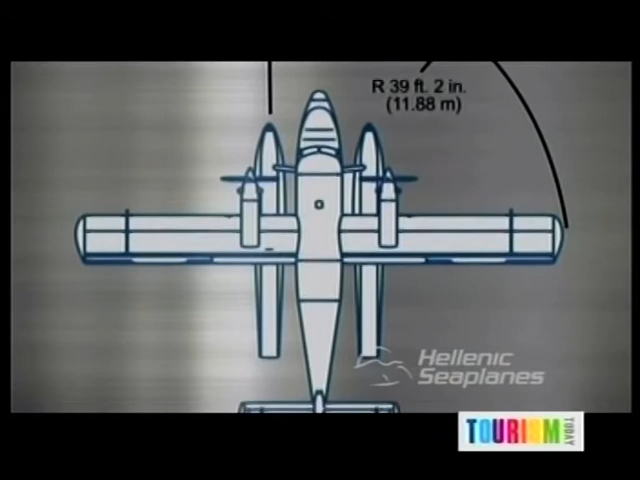 R 39 ft. 2 in.
(11.88 m)
Hellenic
Seaplanes
TOURISM
TODAY